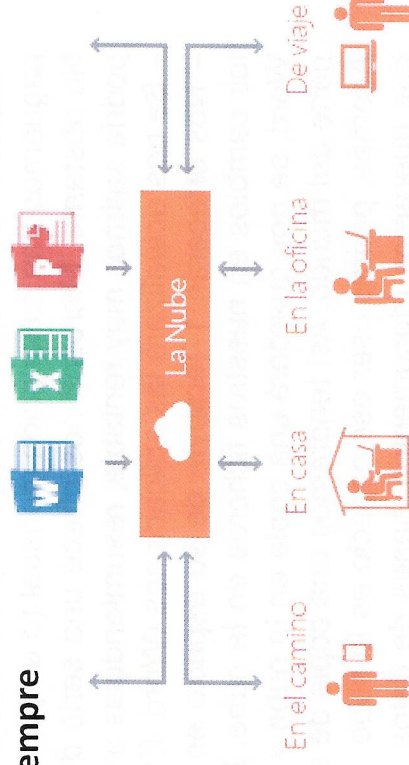 empre
W
X
P
La Nube
En el camino
En casa
En la oficina
De viaje